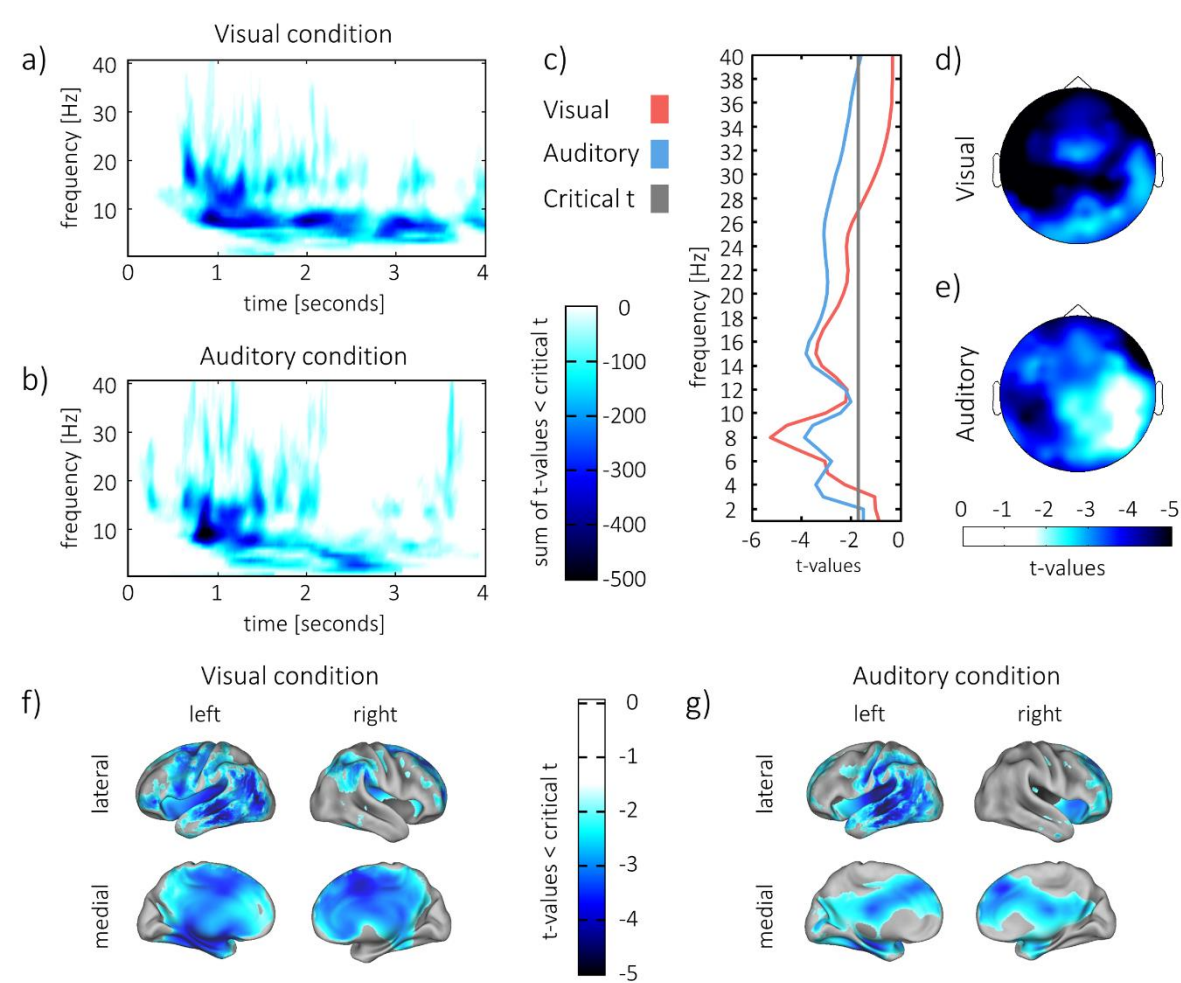 Visual condition
a)
frequency [Hz]
40
30
20
10
0
1
2
3
4
time [seconds]
Auditory condition
b)
frequency [Hz]
40
30
20
10
0
1
2
3
4
time [seconds]
c)
Visual
Auditory
Critical t
sum of t-values < critical t
0
-100
-200
-300
-400
-500
frequency [Hz]
40
38
36
34
32
30
28
26
24
22
20
18
16
14
12
10
8
6
4
2
-6
-4
-2
0
t-values
d)
Visual
e)
Auditory
0 -1 -2 -3 -4 -5
t-values
Visual condition
f)
left right
lateral
medial
t-values < critical t
0
-1
-2
-3
-4
-5
Auditory condition
g)
left right
lateral
medial